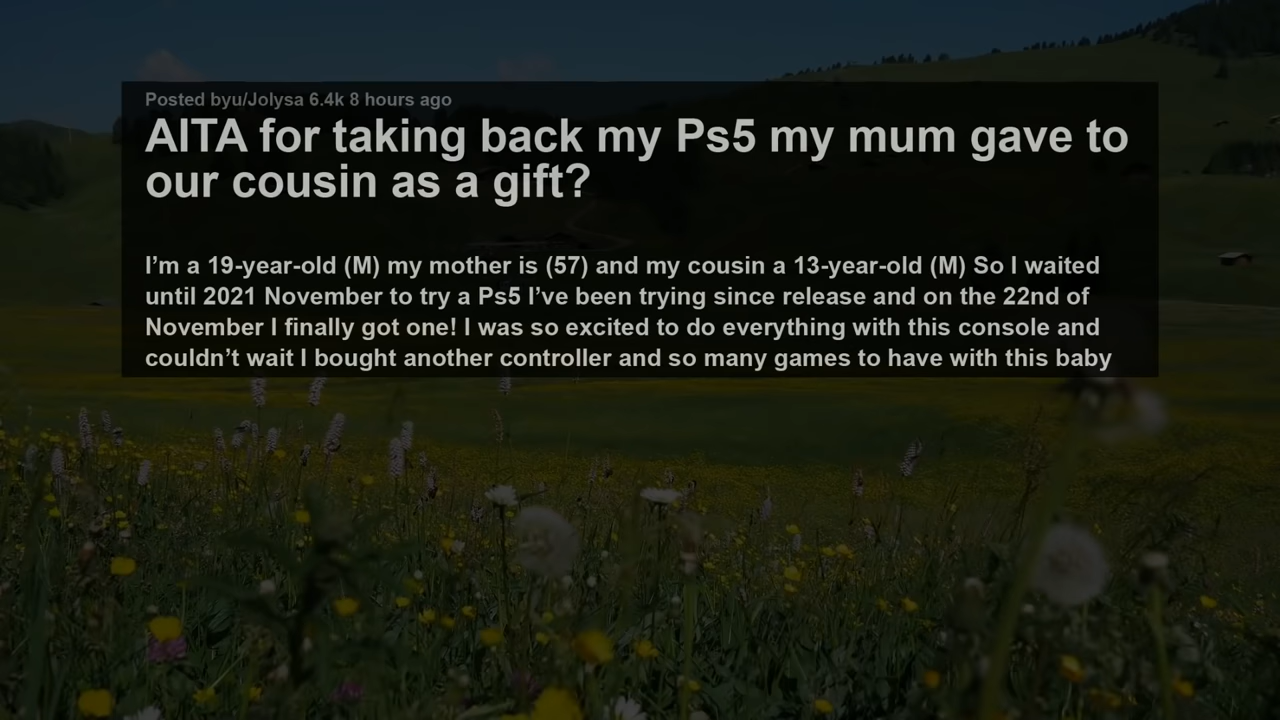 Posted byu/Jolysa 6.4k 8 hours ago
AITA for taking back my Ps5 my mum gave to
our cousin as a gift?
I’m a 19-year-old (M) my mother is (57) and my cousin a 13-year-old (M) So I waited
until 2021 November to try a Ps5 I’ve been trying since release and on the 22nd of
November I finally got one! I was so excited to do everything with this console and
couldn’t wait I bought another controller and so many games to have with this baby